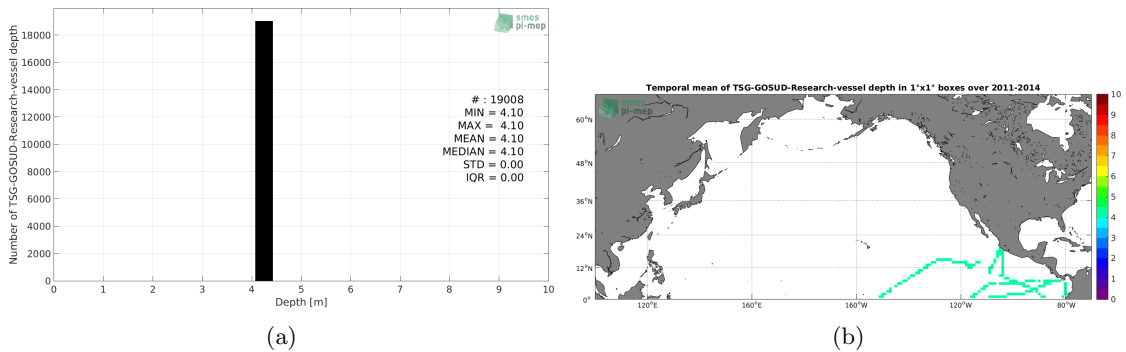 smos
pi-mep
Number of TSG-GOSUD-Research-vessel depth
18000
16000
14000
12000
10000
8000
6000
4000
2000
0
# : 19008
MIN = 4.10
MAX = 4.10
MEAN = 4.10
MEDIAN = 4.10
STD = 0.00
IQR = 0.00
0 1 2 3 4 5 6 7 8 9 10
Depth [m]
(a)
Temporal mean of TSG-GOSUD-Research-vessel depth in 1°x1° boxes over 2011-2014
smos
pi-mep
60°N
48°N
36°N
24°N
12°N
0°
120°E 160°E 160°W 120°W 80°W
10
9
8
7
6
5
4
3
2
1
0
(b)